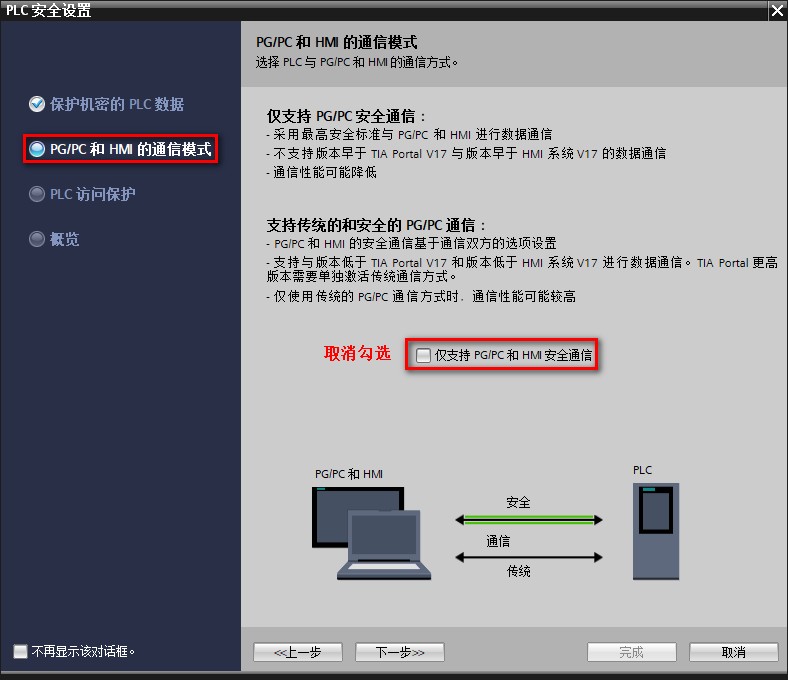 PLC 安全设置
保护机密的 PLC 数据
PG/PC 和 HMI 的通信模式
PLC 访问保护
概览
不再显示该对话框。
PG/PC 和 HMI 的通信模式
选择 PLC 与 PG/PC 和 HMI 的通信方式。
仅支持 PG/PC 安全通信：
- 采用最高安全标准与 PG/PC 和 HMI 进行数据通信
- 不支持版本早于 TIA Portal V17 与版本早于 HMI 系统 V17 的数据通信
- 通信性能可能降低
支持传统的和安全的 PG/PC 通信：
- PG/PC 和 HMI 的安全通信基于通信双方的选项设置
- 支持与版本低于 TIA Portal V17 和版本低于 HMI 系统 V17 进行数据通信。TIA Portal 更高
版本需要单独激活传统通信方式。
- 仅使用传统的 PG/PC 通信方式时，通信性能可能较高
取消勾选
仅支持 PG/PC 和 HMI 安全通信
PG/PC 和 HMI
PLC
安全
通信
传统
<<上一步
下一步>>
完成
取消